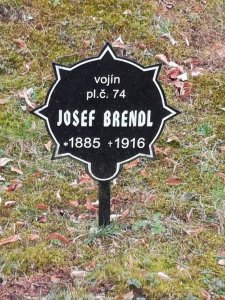 vojín
pl.č. 74
JOSEF BRENDL
*1885 †1916